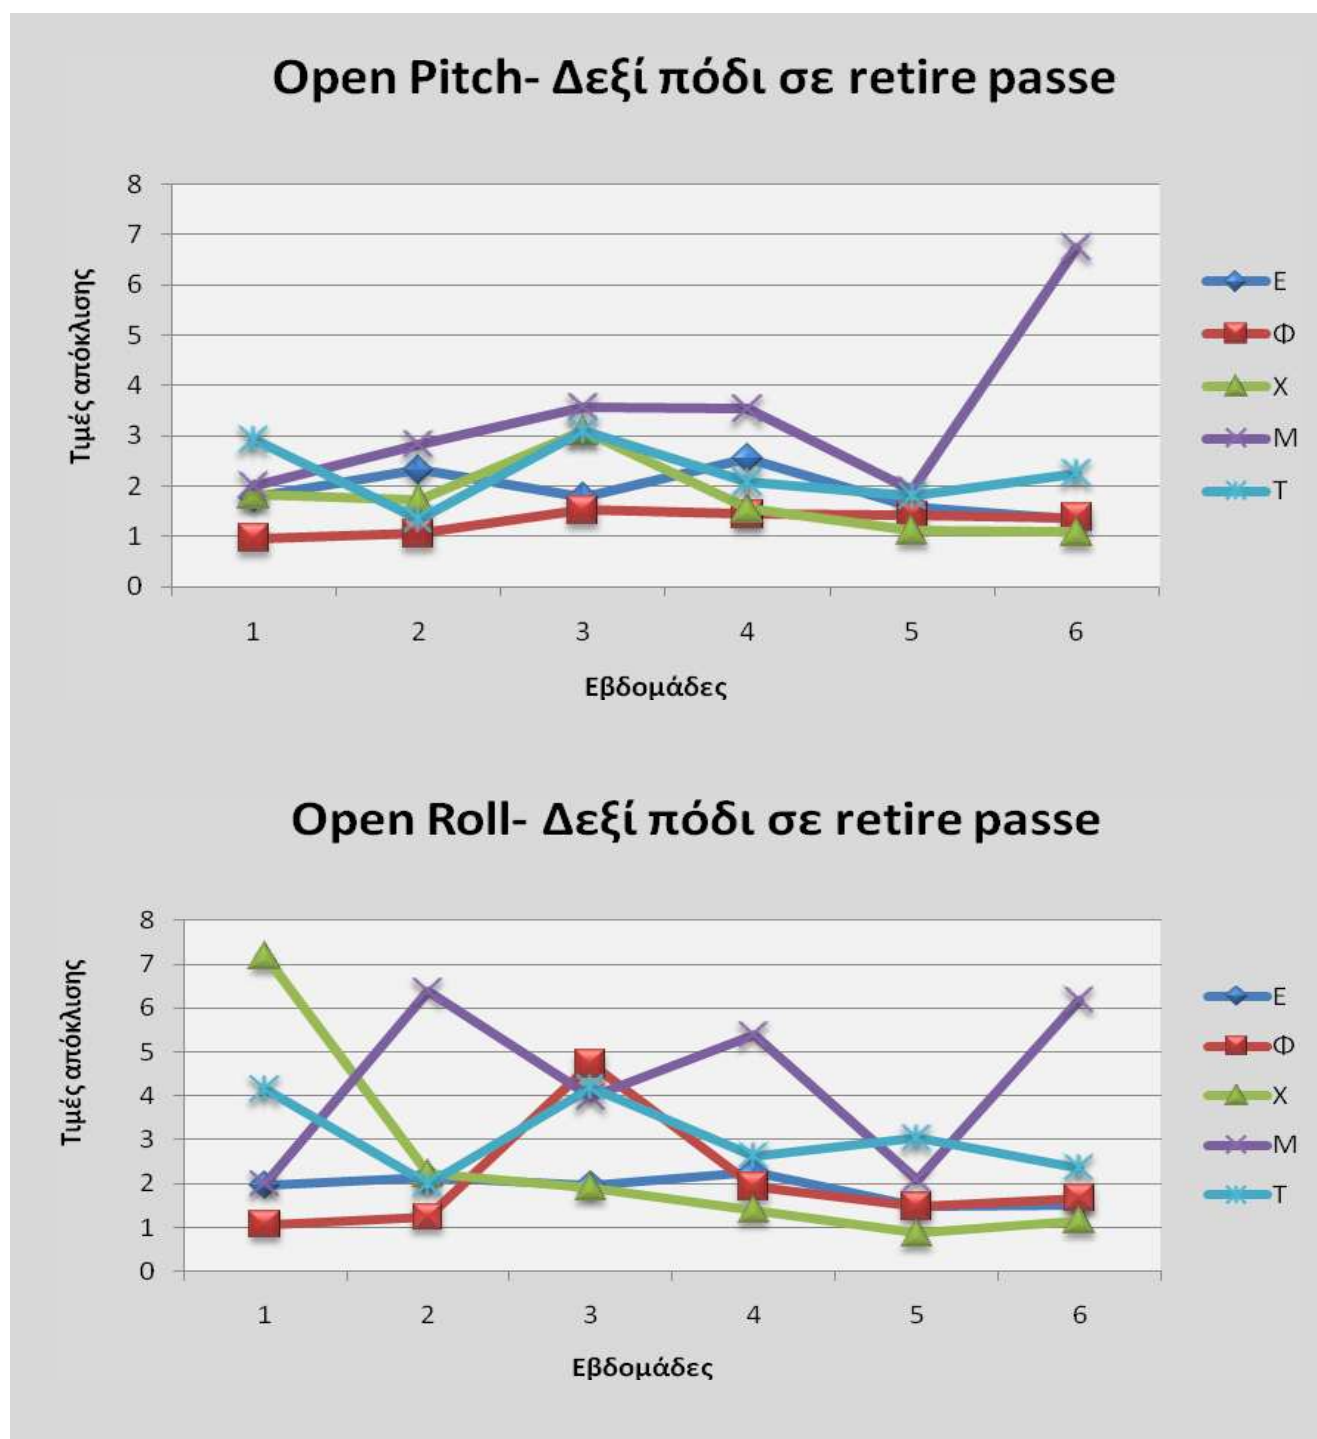 Open Pitch- Δεξί πόδι σε retire passe
8
7
6
5
4
3
2
1
0
Τιμές απόκλισης
1 2 3 4 5 6
Εβδομάδες
Ε
Φ
Χ
Μ
Τ
Open Roll- Δεξί πόδι σε retire passe
8
7
6
5
4
3
2
1
0
Τιμές απόκλισης
1 2 3 4 5 6
Εβδομάδες
Ε
Φ
Χ
Μ
Τ